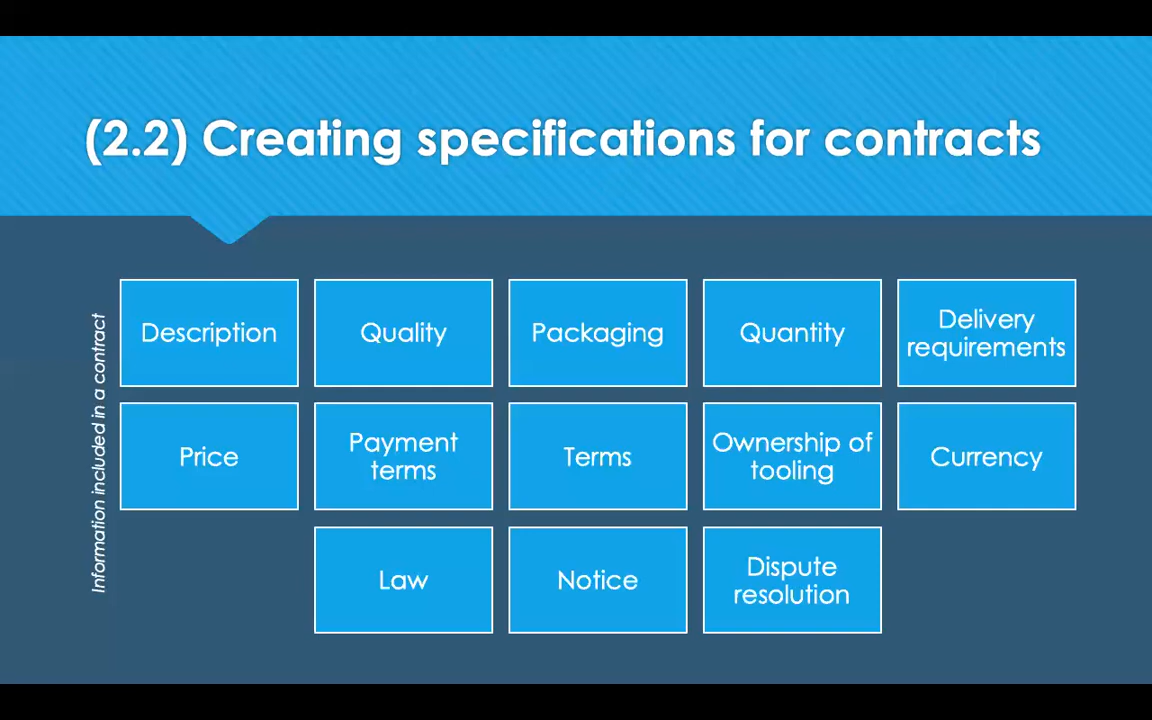 (2.2) Creating specifications for contracts
Information included in a contract
Description
Quality
Packaging
Quantity
Delivery
requirements
Price
Payment
terms
Terms
Ownership of
tooling
Currency
Law
Notice
Dispute
resolution